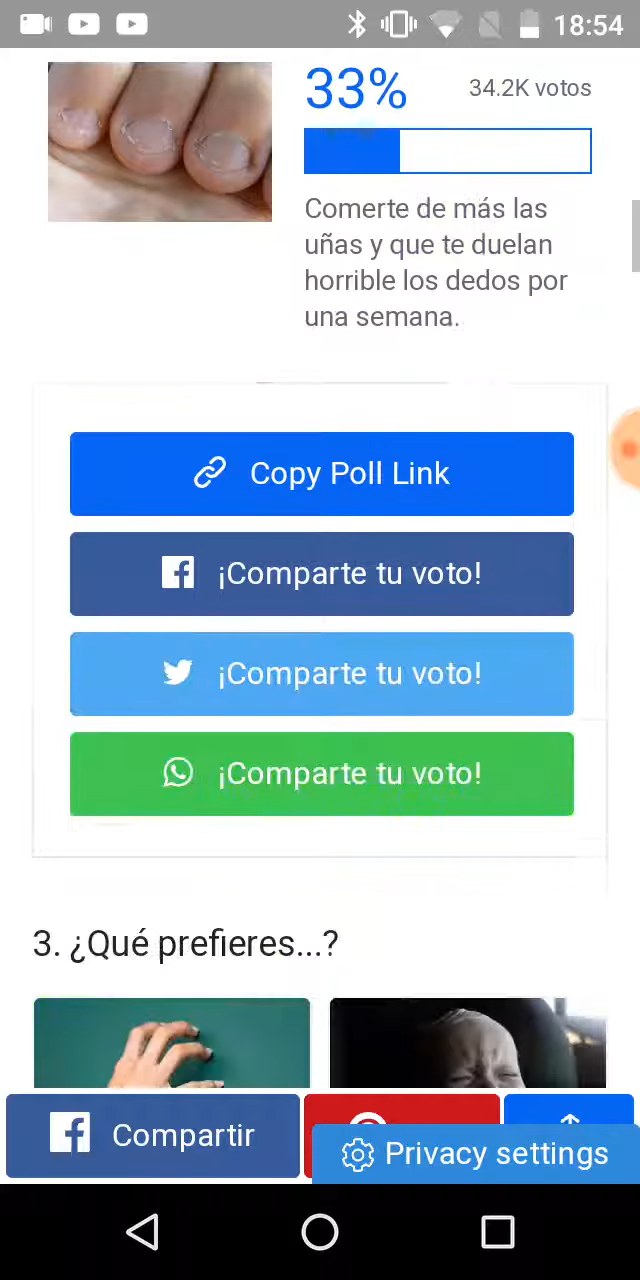 18:54
33%
34.2K votos
Comerte de más las
uñas y que te duelan
horrible los dedos por
una semana.
Copy Poll Link
¡Comparte tu voto!
¡Comparte tu voto!
¡Comparte tu voto!
3. ¿Qué prefieres...?
Compartir
Privacy settings